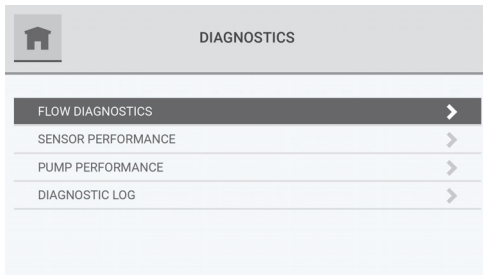 DIAGNOSTICS
FLOW DIAGNOSTICS
SENSOR PERFORMANCE
PUMP PERFORMANCE
DIAGNOSTIC LOG